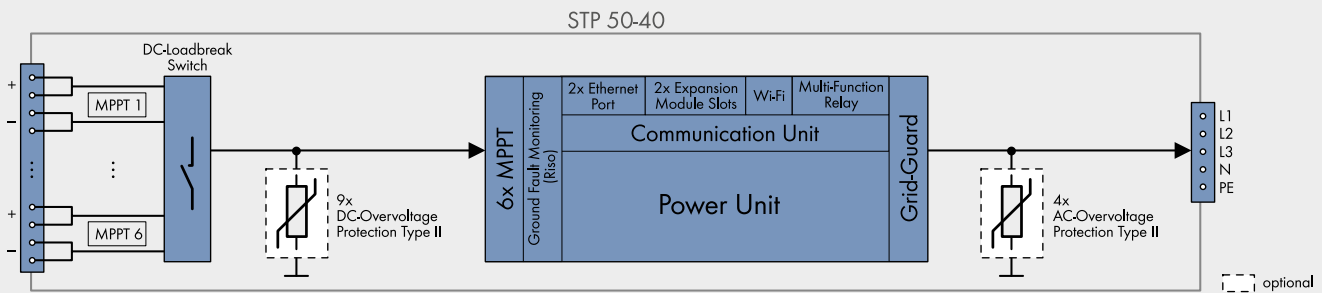 STP 50-40
DC-Loadbreak
Switch
+
MPPT 1
−
...
...
+
MPPT 6
−
9x
DC-Overvoltage
Protection Type II
6x MPPT
Ground Fault Monitoring
(Riso)
2x Ethernet
Port
2x Expansion
Module Slots
Wi-Fi
Multi-Function
Relay
Communication Unit
Power Unit
Grid-Guard
4x
AC-Overvoltage
Protection Type II
L1
L2
L3
N
PE
optional